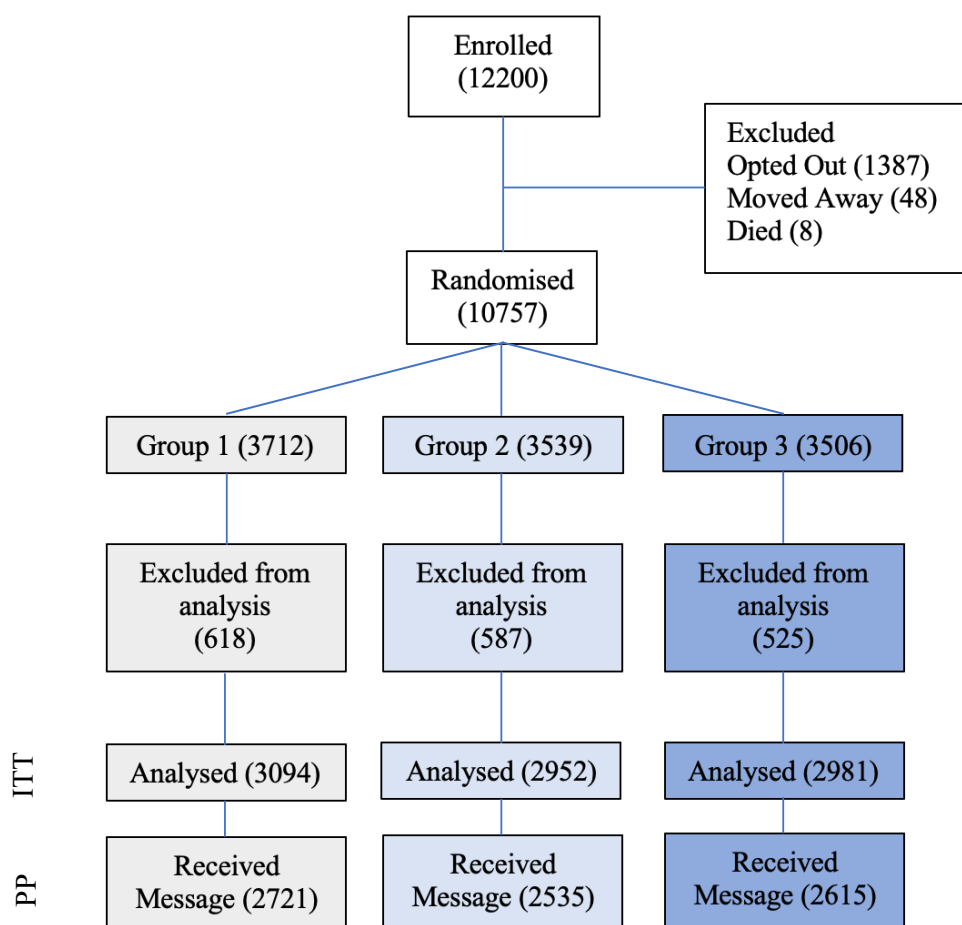 Enrolled
(12200)
Excluded
Opted Out (1387)
Moved Away (48)
Died (8)
Randomised
(10757)
Group 1 (3712)
Group 2 (3539)
Group 3 (3506)
Excluded from
analysis
(618)
Excluded from
analysis
(587)
Excluded from
analysis
(525)
ITT
Analysed (3094)
Analysed (2952)
Analysed (2981)
PP
Received
Message (2721)
Received
Message (2535)
Received
Message (2615)